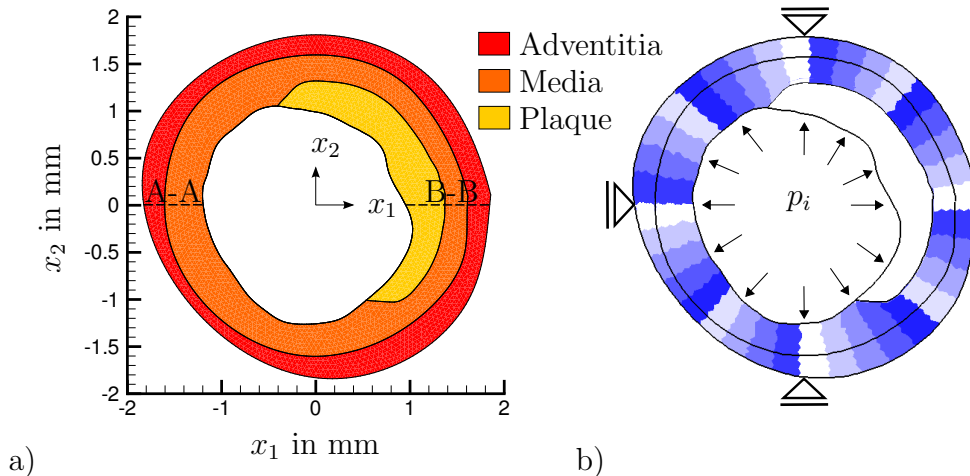 2
1.5
1
0.5
0
-0.5
-1
-1.5
-2
x₂ in mm
-2
-1
0
1
2
x₁ in mm
A-A
B-B
x₂
x₁
Adventitia
Media
Plaque
a)
pᵢ
b)